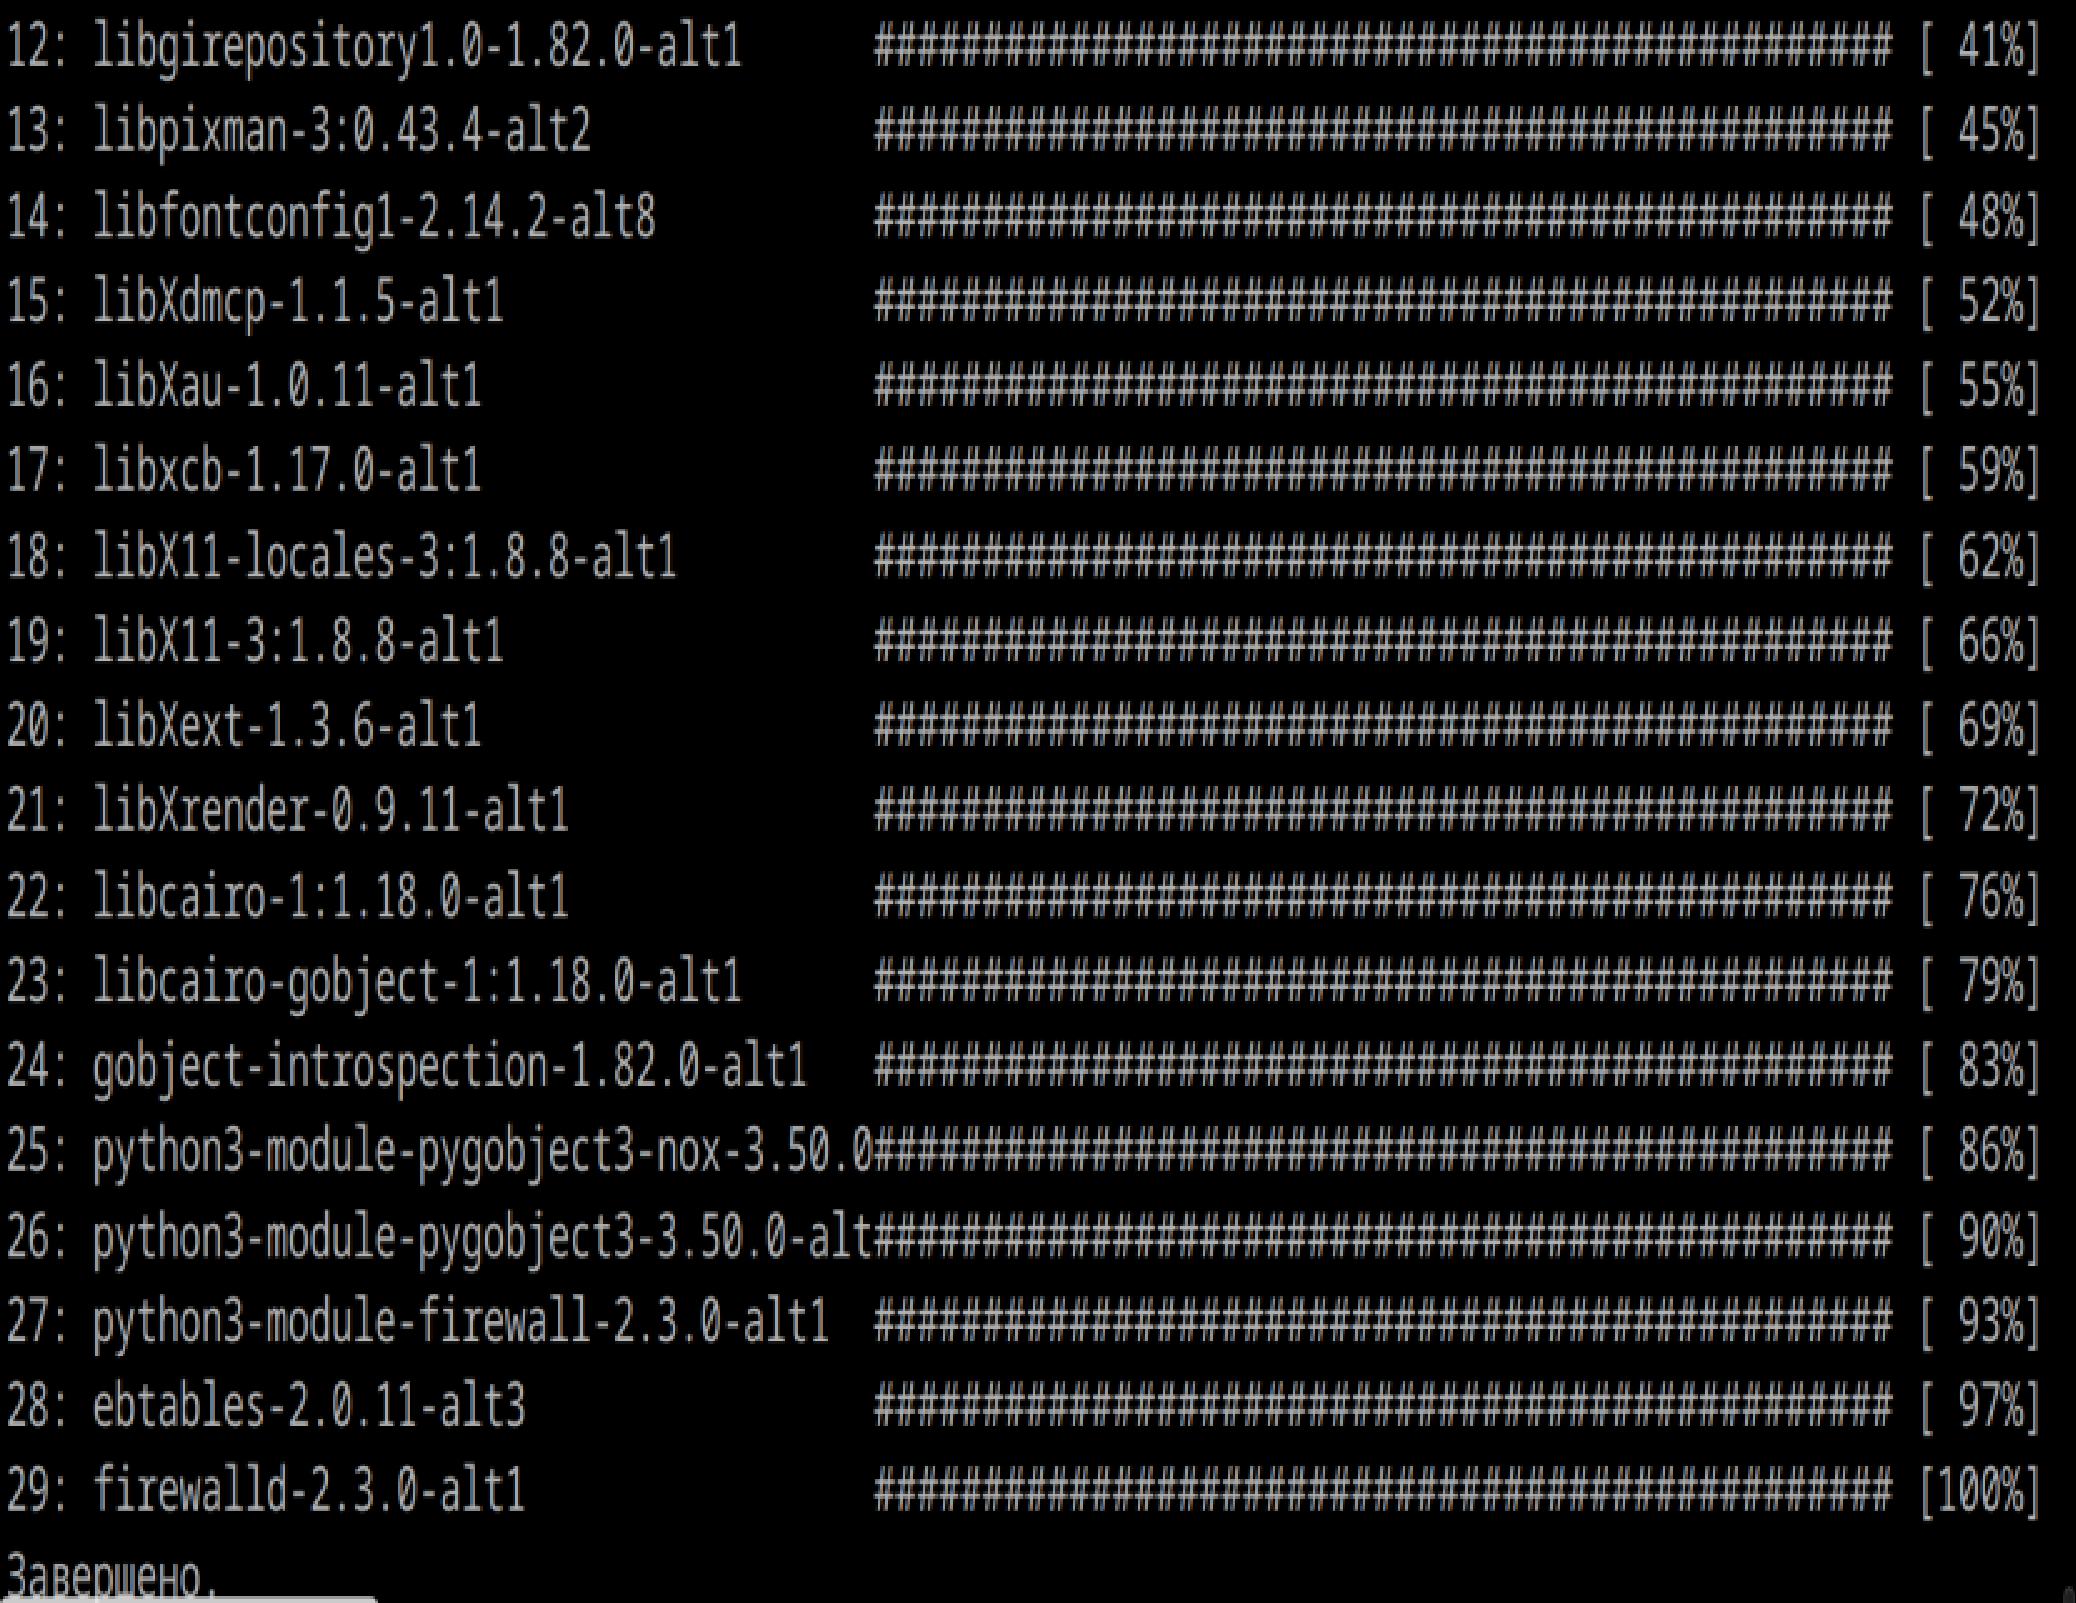 12: libgirepository1.0-1.82.0-alt1 ############################################### [ 41%]
13: libpixman-3:0.43.4-alt2 ############################################### [ 45%]
14: libfontconfig1-2.14.2-alt8 ############################################### [ 48%]
15: libXdmcp-1.1.5-alt1 ############################################### [ 52%]
16: libXau-1.0.11-alt1 ############################################### [ 55%]
17: libxcb-1.17.0-alt1 ############################################### [ 59%]
18: libX11-locales-3:1.8.8-alt1 ############################################### [ 62%]
19: libX11-3:1.8.8-alt1 ############################################### [ 66%]
20: libXext-1.3.6-alt1 ############################################### [ 69%]
21: libXrender-0.9.11-alt1 ############################################### [ 72%]
22: libcairo-1:1.18.0-alt1 ############################################### [ 76%]
23: libcairo-gobject-1:1.18.0-alt1 ############################################### [ 79%]
24: gobject-introspection-1.82.0-alt1 ############################################### [ 83%]
25: python3-module-pygobject3-nox-3.50.0############################################### [ 86%]
26: python3-module-pygobject3-3.50.0-alt############################################### [ 90%]
27: python3-module-firewall-2.3.0-alt1 ############################################### [ 93%]
28: ebtables-2.0.11-alt3 ############################################### [ 97%]
29: firewalld-2.3.0-alt1 ############################################### [100%]
Завершено.